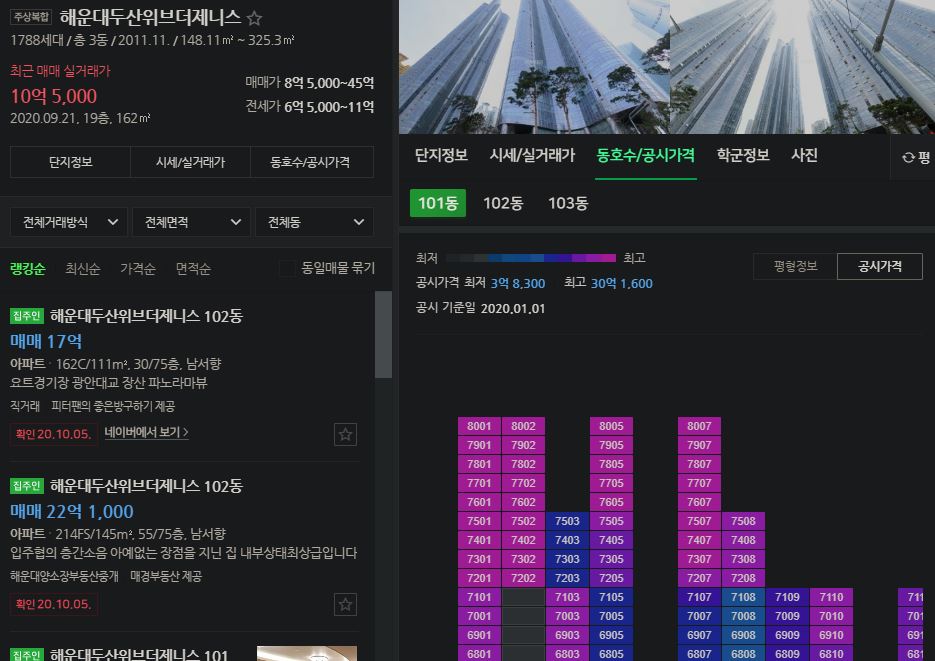 주상복합 해운대두산위브더제니스
1788세대 / 총 3동 / 2011.11. / 148.11㎡ ~ 325.3㎡
최근 매매 실거래가
10억 5,000
2020.09.21, 19층, 162㎡
매매가 8억 5,000~45억
전세가 6억 5,000~11억
단지정보 시세/실거래가 동호수/공시가격
전체거래방식 전체면적 전체동
랭킹순 최신순 가격순 면적순 동일매물 묶기
집주인 해운대두산위브더제니스 102동
매매 17억
아파트 · 162C/111m², 30/75층, 남서향
요트경기장 광안대교 장산 파노라마뷰
직거래 피터팬의 좋은방구하기 제공
확인 20.10.05. 네이버에서 보기 >
집주인 해운대두산위브더제니스 102동
매매 22억 1,000
아파트 · 214FS/145m², 55/75층, 남서향
입주협의 층간소음 아예없는 장점을 지닌 집 내부상태최상급입니다
해운대양소장부동산중개 매경부동산 제공
확인 20.10.05.
집주인 해운대두산위브더제니스 101
단지정보 시세/실거래가 동호수/공시가격 학군정보 사진 평
101동 102동 103동
최저 최고
공시가격 최저 3억 8,300 최고 30억 1,600
공시 기준일 2020.01.01
평형정보 공시가격
8001 8002 8005 8007
7901 7902 7905 7907
7801 7802 7805 7807
7701 7702 7705 7707
7601 7602 7605 7607
7501 7502 7503 7505 7507 7508
7401 7402 7403 7405 7407 7408
7301 7302 7303 7305 7307 7308
7201 7202 7203 7205 7207 7208
7101 7103 7105 7107 7108 7109 7110
7001 7003 7005 7007 7008 7009 7010
6901 6903 6905 6907 6908 6909 6910
6801 6803 6805 6807 6808 6809 6810